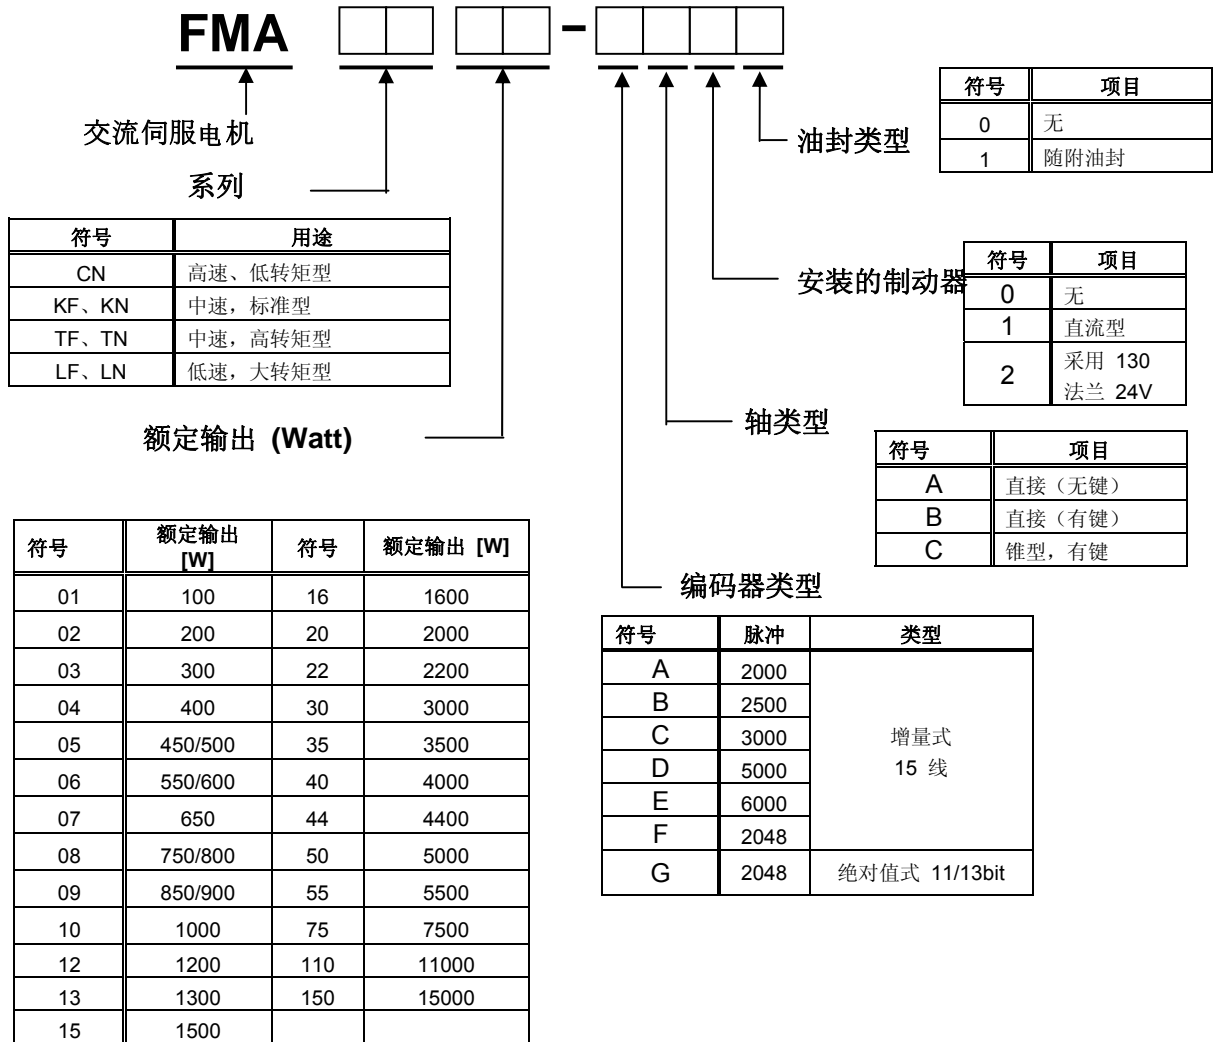 FMA -
交流伺服电机
系列
符号 用途
CN 高速、低转矩型
KF、KN 中速，标准型
TF、TN 中速，高转矩型
LF、LN 低速，大转矩型
额定输出 (Watt)
符号 额定输出 [W] 符号 额定输出 [W]
01 100 16 1600
02 200 20 2000
03 300 22 2200
04 400 30 3000
05 450/500 35 3500
06 550/600 40 4000
07 650 44 4400
08 750/800 50 5000
09 850/900 55 5500
10 1000 75 7500
12 1200 110 11000
13 1300 150 15000
15 1500
油封类型
符号 项目
0 无
1 随附油封
安装的制动器
符号 项目
0 无
1 直流型
2 采用 130
法兰 24V
轴类型
符号 项目
A 直接（无键）
B 直接（有键）
C 锥型，有键
编码器类型
符号 脉冲 类型
A 2000
B 2500
C 3000 增量式
D 5000 15 线
E 6000
F 2048
G 2048 绝对值式 11/13bit